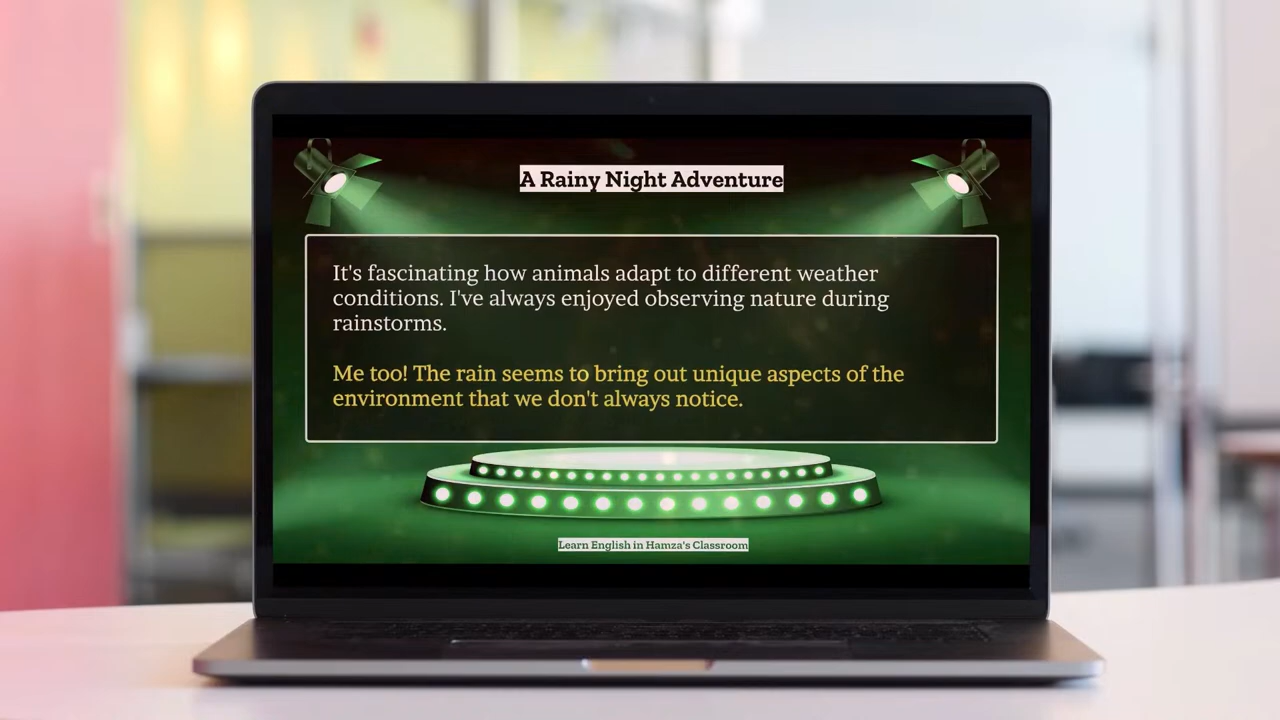 A Rainy Night Adventure
It's fascinating how animals adapt to different weather
conditions. I've always enjoyed observing nature during
rainstorms.
Me too! The rain seems to bring out unique aspects of the
environment that we don't always notice.
Learn English in Hamza's Classroom